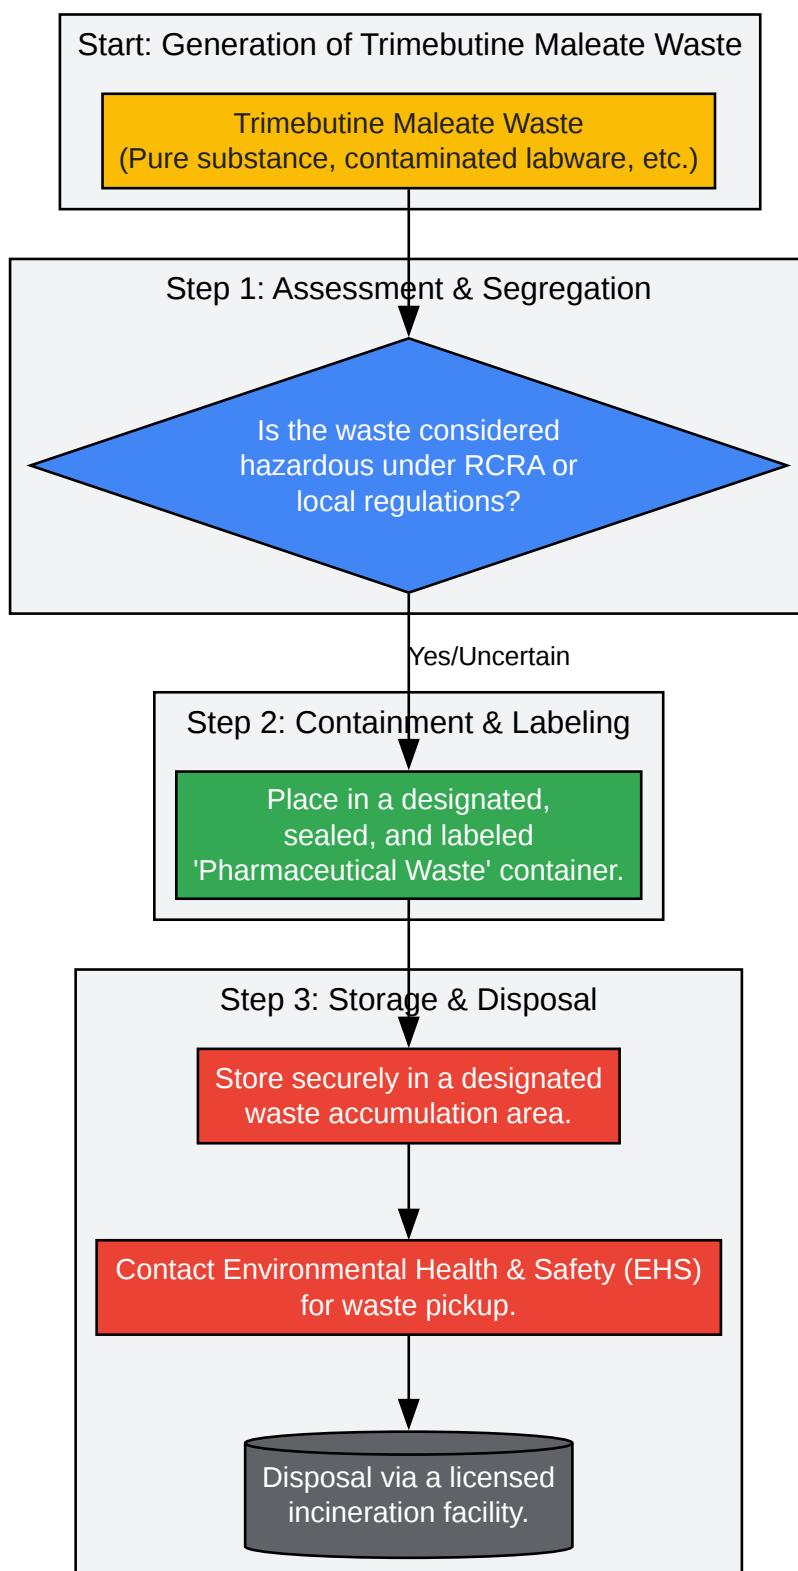 Start: Generation of Trimebutine Maleate Waste
Trimebutine Maleate Waste
(Pure substance, contaminated labware, etc.)
Step 1: Assessment & Segregation
Is the waste considered
hazardous under RCRA or
local regulations?
Yes/Uncertain
Step 2: Containment & Labeling
Place in a designated,
sealed, and labeled
'Pharmaceutical Waste' container.
Step 3: Storage & Disposal
Store securely in a designated
waste accumulation area.
Contact Environmental Health & Safety (EHS)
for waste pickup.
Disposal via a licensed
incineration facility.